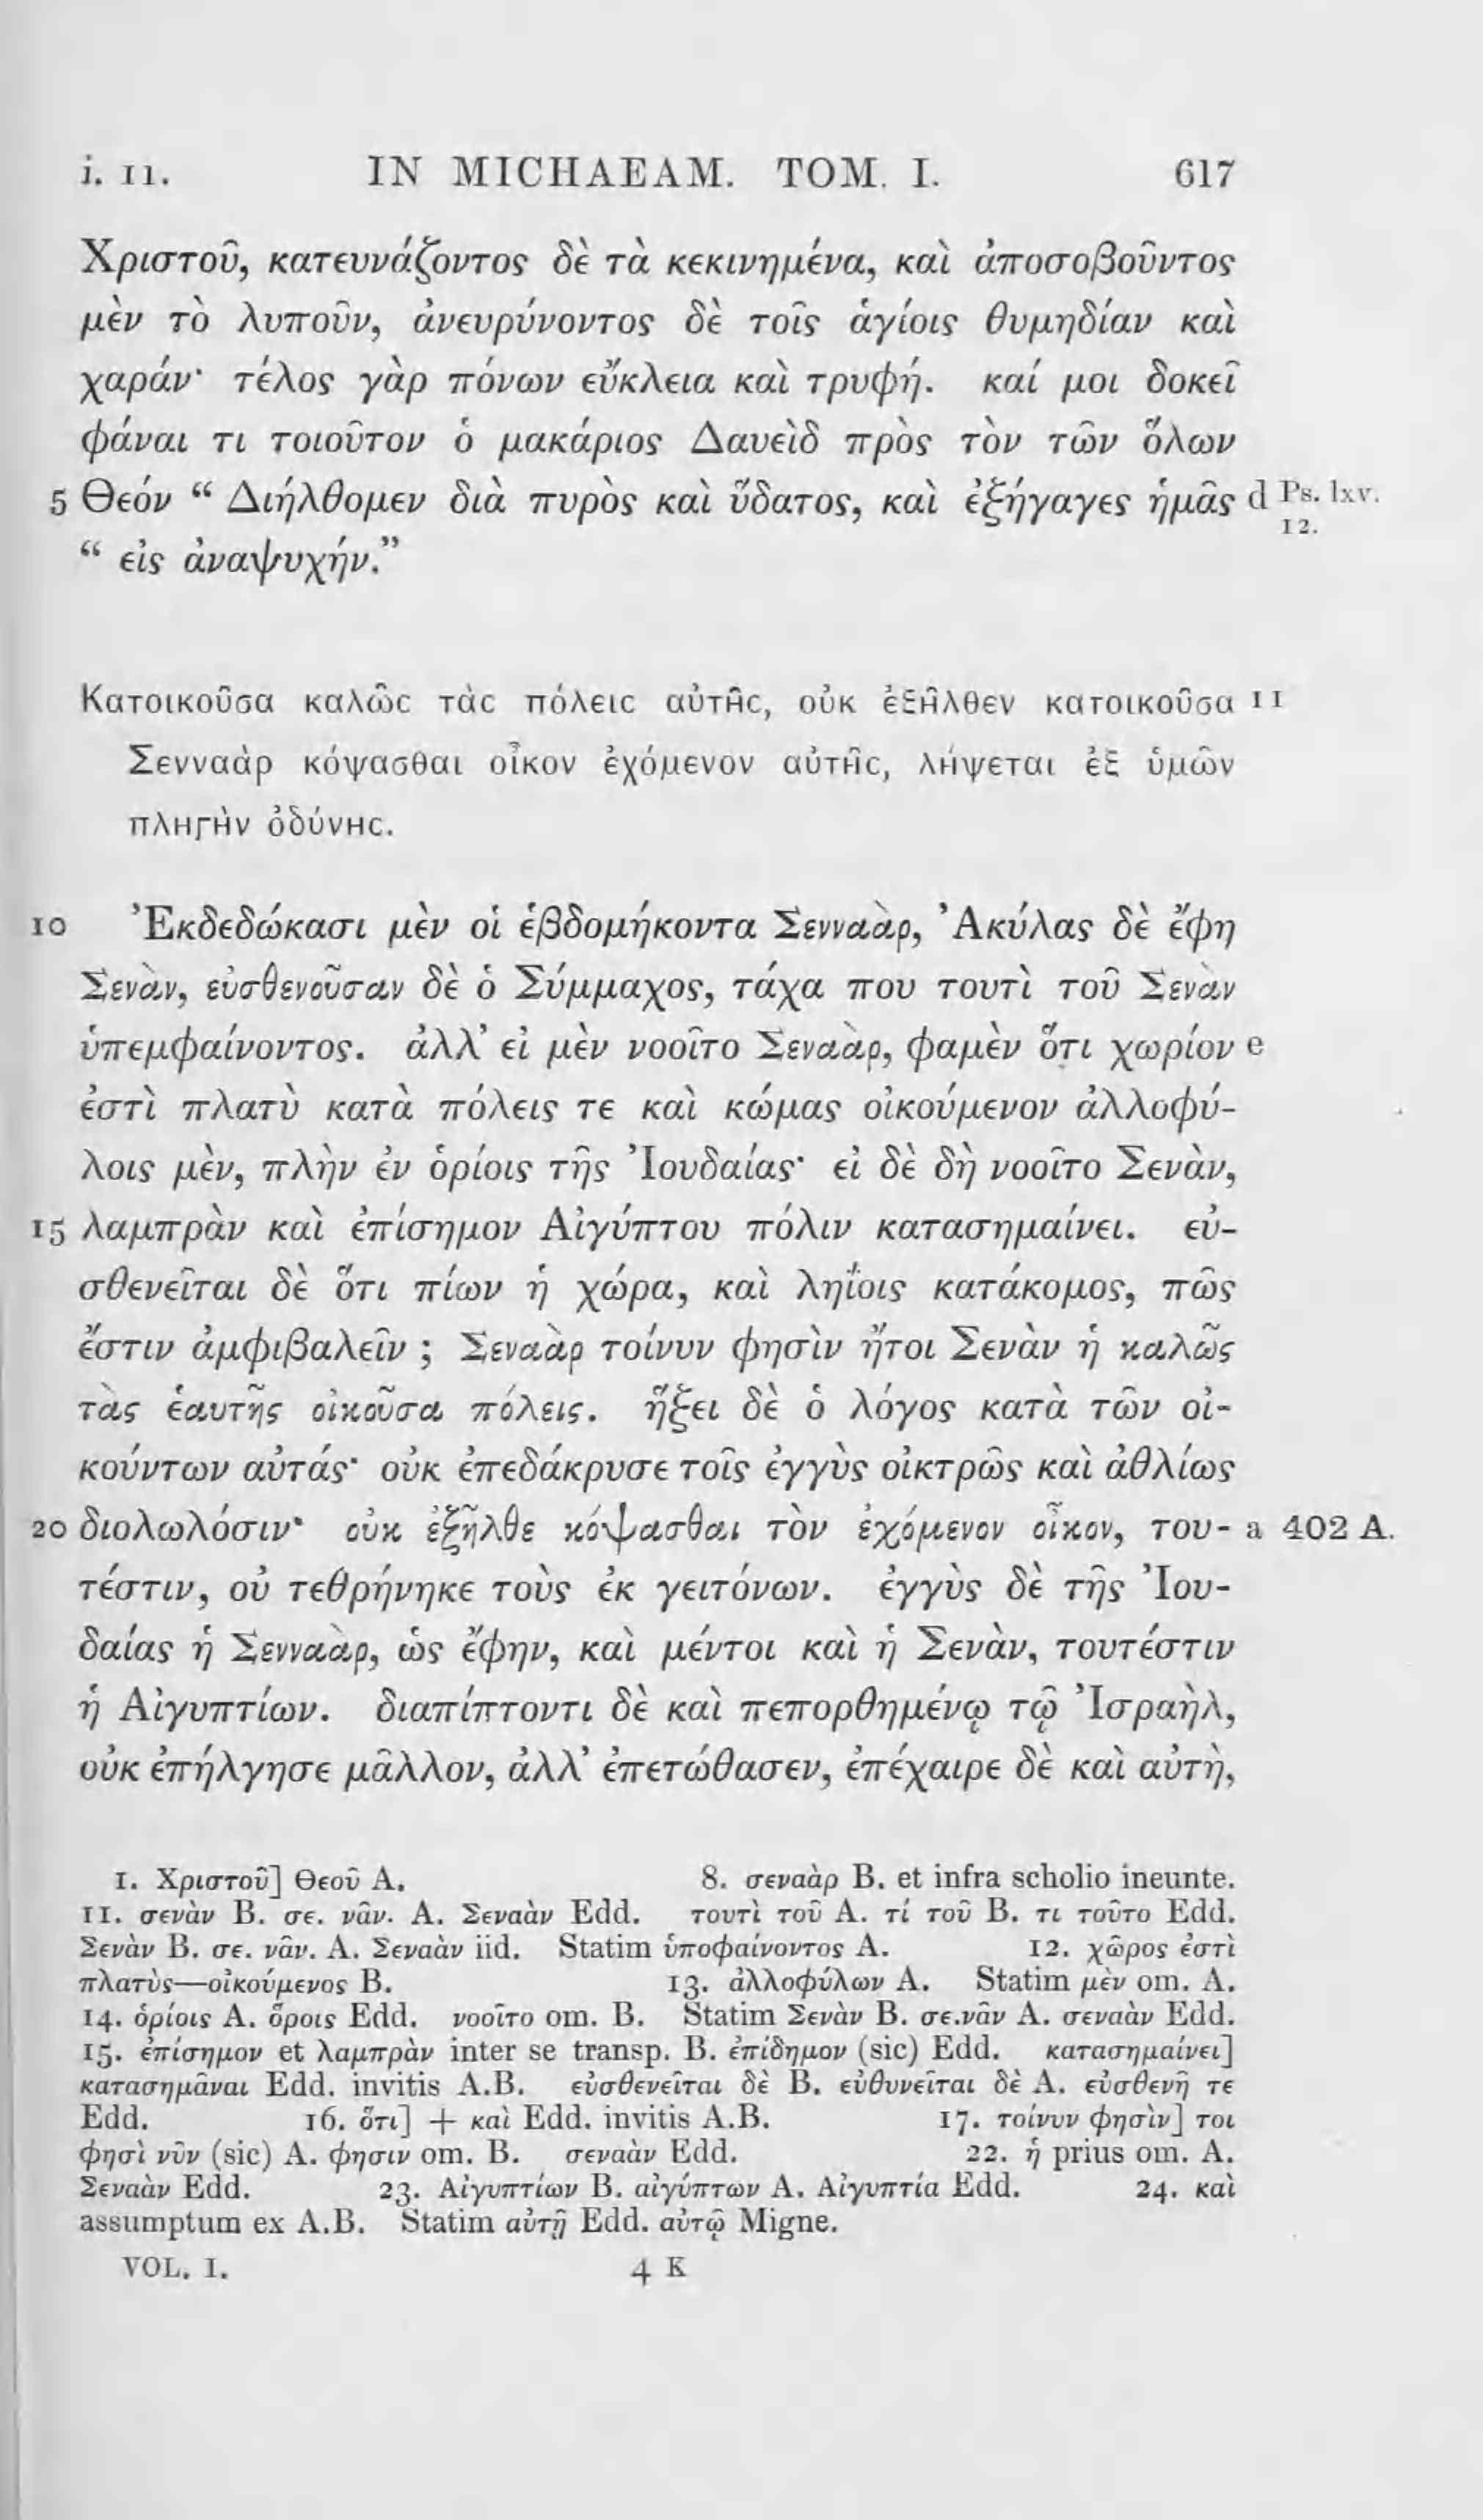 i. 11. IN MICHAEAM. TOM. I. 617
Χριστοῦ, κατευνάζοντος δὲ τὰ κεκινημένα, καὶ ἀποσοβοῦντος
μὲν τὸ λυποῦν, ἀνευρύνοντος δὲ τοῖς ἁγίοις θυμηδίαν καὶ
χαράν· τέλος γὰρ πόνων εὔκλεια καὶ τρυφή. καί μοι δοκεῖ
φάναι τι τοιοῦτον ὁ μακάριος Δαυεὶδ πρὸς τὸν τῶν ὅλων
5 Θεόν “ Διήλθομεν διὰ πυρὸς καὶ ὕδατος, καὶ ἐξήγαγες ἡμᾶς d Ps. lxv.
12.
“ εἰς ἀναψυχήν.”
Κατοικοῦσα καλῶς τὰς πόλεις αὐτῆς, οὐκ ἐξῆλθεν κατοικοῦσα 11
Σενναὰρ κόψασθαι οἶκον ἐχόμενον αὐτῆς, λήψεται ἐξ ὑμῶν
πληγὴν ὀδύνης.
10 Ἐκδεδώκασι μὲν οἱ ἑβδομήκοντα Σενναὰρ, Ἀκύλας δὲ ἔφη
Σενὰν, εὐσθενοῦσαν δὲ ὁ Σύμμαχος, τάχα που τουτὶ τοῦ Σενὰν
ὑπεμφαίνοντος. ἀλλ’ εἰ μὲν νοοῖτο Σεναὰρ, φαμὲν ὅτι χωρίον e
ἐστὶ πλατὺ κατὰ πόλεις τε καὶ κώμας οἰκούμενον ἀλλοφύ-
λοις μὲν, πλὴν ἐν ὁρίοις τῆς Ἰουδαίας· εἰ δὲ δὴ νοοῖτο Σενὰν,
15 λαμπρὰν καὶ ἐπίσημον Αἰγύπτου πόλιν κατασημαίνει. εὐ-
σθενεῖται δὲ ὅτι πίων ἡ χώρα, καὶ ληΐοις κατάκομος, πῶς
ἔστιν ἀμφιβαλεῖν ; Σεναὰρ τοίνυν φησὶν ἤτοι Σενὰν ἡ καλῶς
τὰς ἑαυτῆς οἰκοῦσα πόλεις. ἥξει δὲ ὁ λόγος κατὰ τῶν οἰ-
κούντων αὐτάς· οὐκ ἐπεδάκρυσε τοῖς ἐγγὺς οἰκτρῶς καὶ ἀθλίως
20 διολωλόσιν· οὐκ ἐξῆλθε κόψασθαι τὸν ἐχόμενον οἶκον, του- a 402 A.
τέστιν, οὐ τεθρήνηκε τοὺς ἐκ γειτόνων. ἐγγὺς δὲ τῆς Ἰου-
δαίας ἡ Σενναὰρ, ὡς ἔφην, καὶ μέντοι καὶ ἡ Σενὰν, τουτέστιν
ἡ Αἰγυπτίων. διαπίπτοντι δὲ καὶ πεπορθημένῳ τῷ Ἰσραὴλ,
οὐκ ἐπήλγησε μᾶλλον, ἀλλ’ ἐπετώθασεν, ἐπέχαιρε δὲ καὶ αὐτὴ,
1. Χριστοῦ] Θεοῦ A. 8. σεναὰρ B. et infra scholio ineunte.
11. σενὰν B. σε. νᾶν. A. Σεναὰν Edd. τουτὶ τοῦ A. τί τοῦ B. τι τοῦτο Edd.
Σενὰν B. σε. νᾶν. A. Σεναὰν iid. Statim ὑποφαίνοντος A. 12. χῶρος ἐστὶ
πλατὺς—οἰκούμενος B. 13. ἀλλοφύλων A. Statim μὲν om. A.
14. ὁρίοις A. ὅροις Edd. νοοῖτο om. B. Statim Σενὰν B. σε.νᾶν A. σεναὰν Edd.
15. ἐπίσημον et λαμπρὰν inter se transp. B. ἐπίδημον (sic) Edd. κατασημαίνει]
κατασημᾶναι Edd. invitis A.B. εὐσθενεῖται δὲ B. εὐθυνεῖται δὲ A. εὐσθενῆ τε
Edd. 16. ὅτι] + καὶ Edd. invitis A.B. 17. τοίνυν φησὶν] τοι
φησὶ νῦν (sic) A. φησιν om. B. σεναὰν Edd. 22. ἡ prius om. A.
Σεναὰν Edd. 23. Αἰγυπτίων B. αἰγύπτων A. Αἰγυπτία Edd. 24. καὶ
assumptum ex A.B. Statim αὐτῇ Edd. αὐτῷ Migne.
VOL. I. 4 K